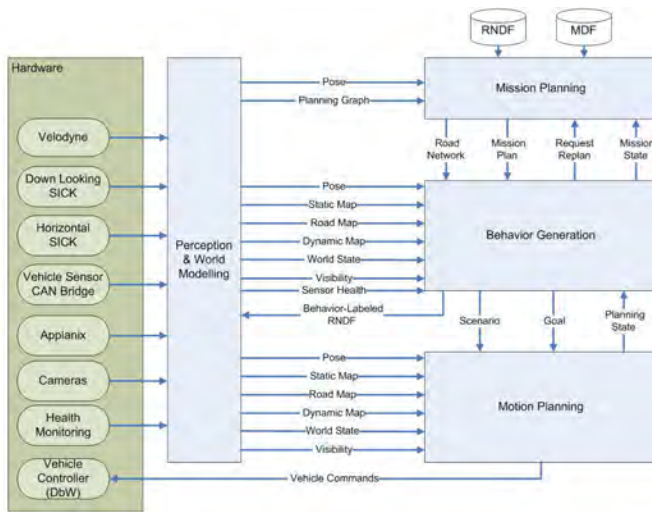 RNDF
MDF
Hardware
Velodyne
Down Looking
SICK
Horizontal
SICK
Vehicle Sensor
CAN Bridge
Applanix
Cameras
Health
Monitoring
Vehicle
Controller
(DbW)
Perception
& World
Modelling
Pose
Planning Graph
Mission Planning
Road
Network
Mission
Plan
Request
Replan
Mission
State
Pose
Static Map
Road Map
Dynamic Map
World State
Visibility
Sensor Health
Behavior-Labeled
RNDF
Behavior Generation
Scenario
Goal
Planning
State
Pose
Static Map
Road Map
Dynamic Map
World State
Visibility
Motion Planning
Vehicle Commands